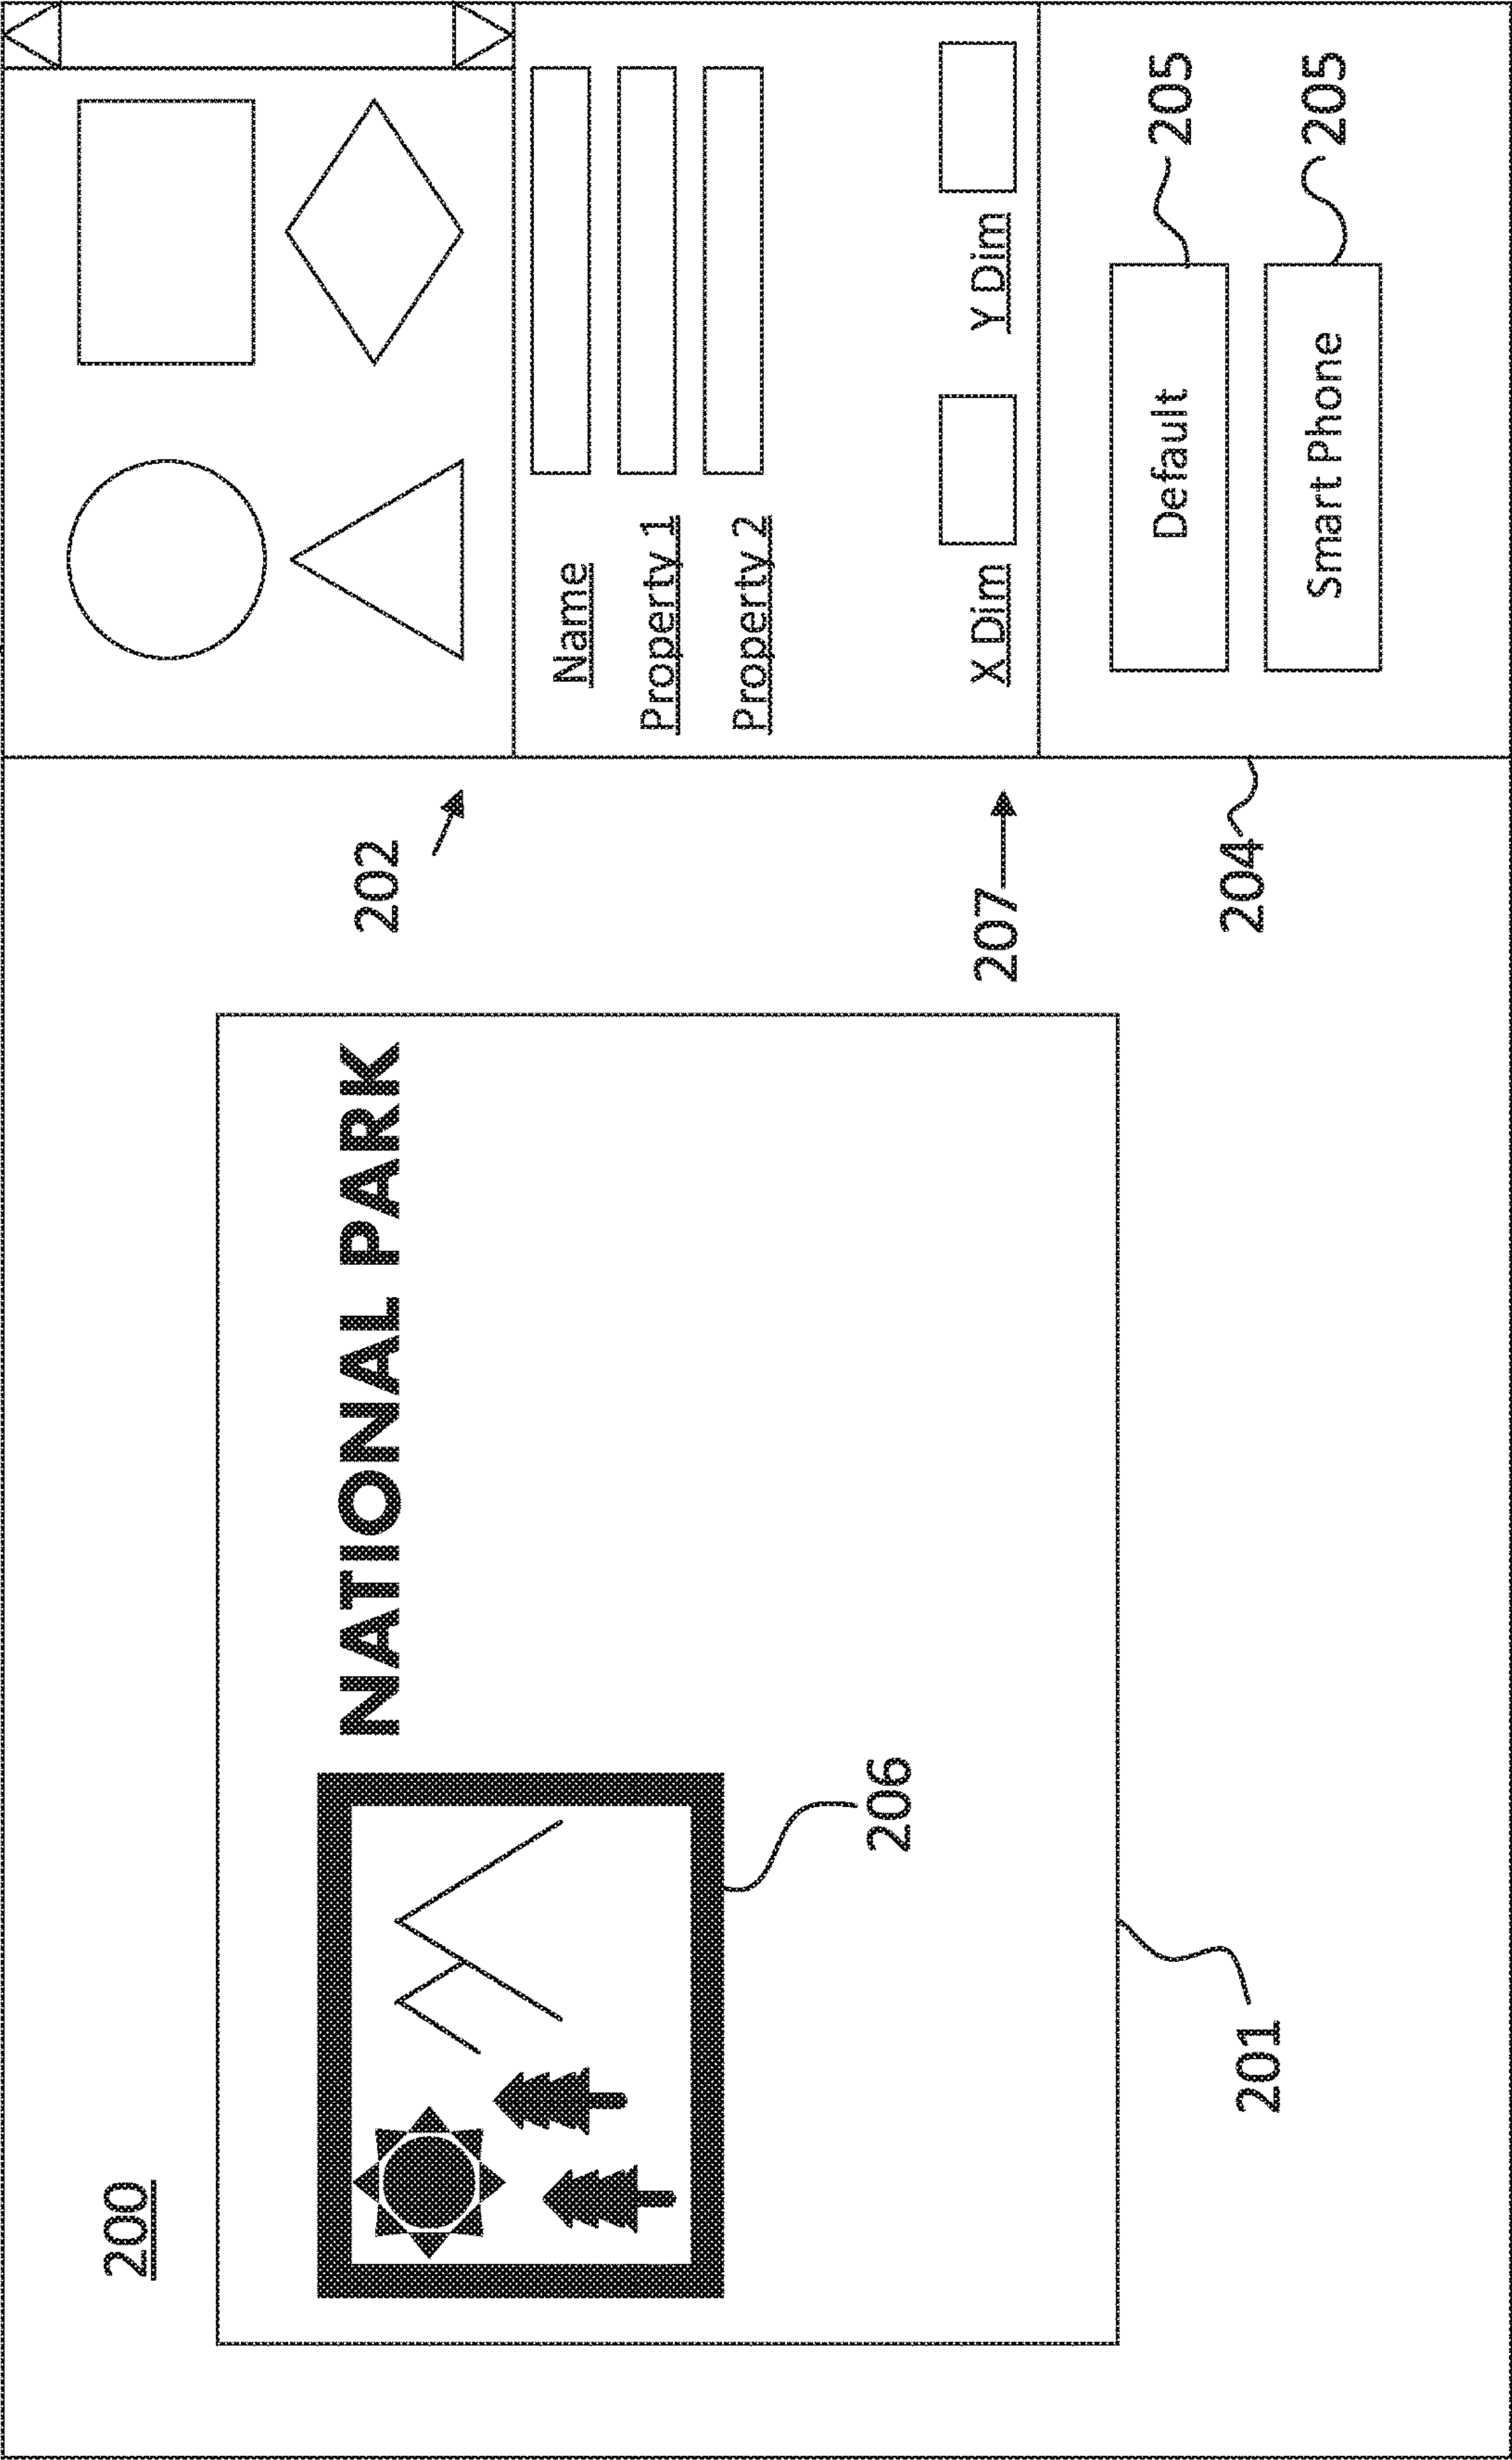 200
NATIONAL PARK
206
201
202
207
204
Name
Property 1
Property 2
X Dim
Y Dim
Default
205
Smart Phone
205